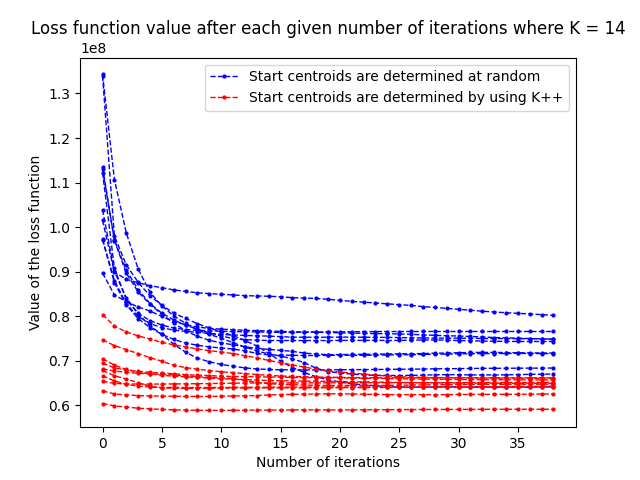 Loss function value after each given number of iterations where K = 14
1e8
Start centroids are determined at random
Start centroids are determined by using K++
1.3
1.2
1.1
1.0
0.9
0.8
0.7
0.6
Value of the loss function
0
5
10
15
20
25
30
35
Number of iterations